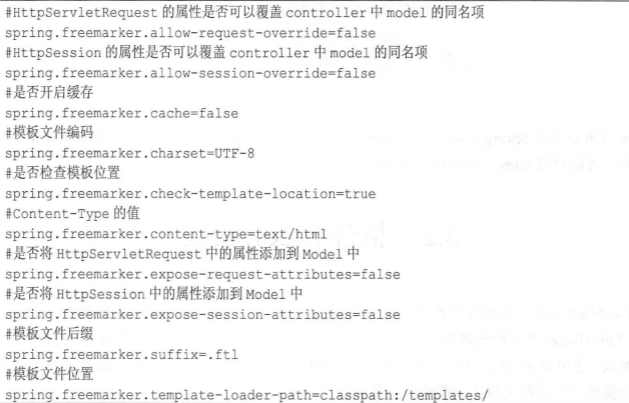 #HttpServletRequest 的属性是否可以覆盖 controller 中 model 的同名项
spring.freemarker.allow-request-override=false
#HttpSession 的属性是否可以覆盖 controller 中 model 的同名项
spring.freemarker.allow-session-override=false
#是否开启缓存
spring.freemarker.cache=false
#模板文件编码
spring.freemarker.charset=UTF-8
#是否检查模板位置
spring.freemarker.check-template-location=true
#Content-Type 的值
spring.freemarker.content-type=text/html
#是否将 HttpServletRequest 中的属性添加到 Model 中
spring.freemarker.expose-request-attributes=false
#是否将 HttpSession 中的属性添加到 Model 中
spring.freemarker.expose-session-attributes=false
#模板文件后缀
spring.freemarker.suffix=.ftl
#模板文件位置
spring.freemarker.template-loader-path=classpath:/templates/